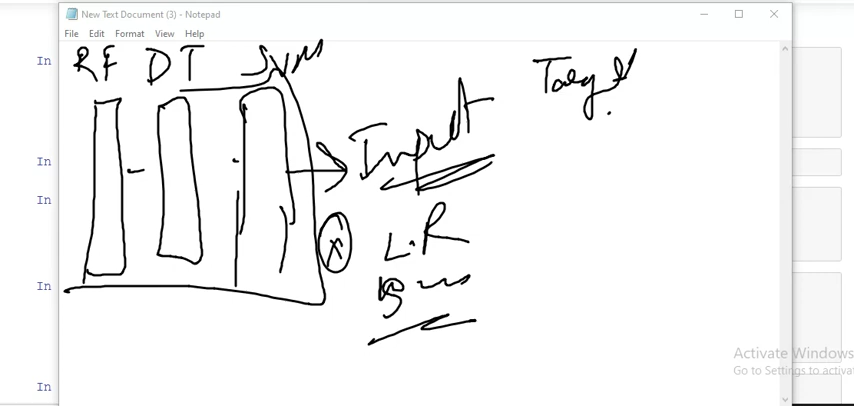 New Text Document (3) - Notepad
File Edit Format View Help
RF DT SVM
Target
Input
X
L.R
In
In
In
In
In
Activate Windows
Go to Settings to activa